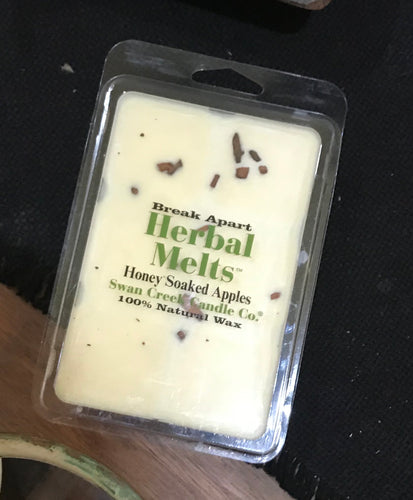 Break Apart
Herbal
Melts™
Honey Soaked Apples
Swan Creek Candle Co.®
100% Natural Wax